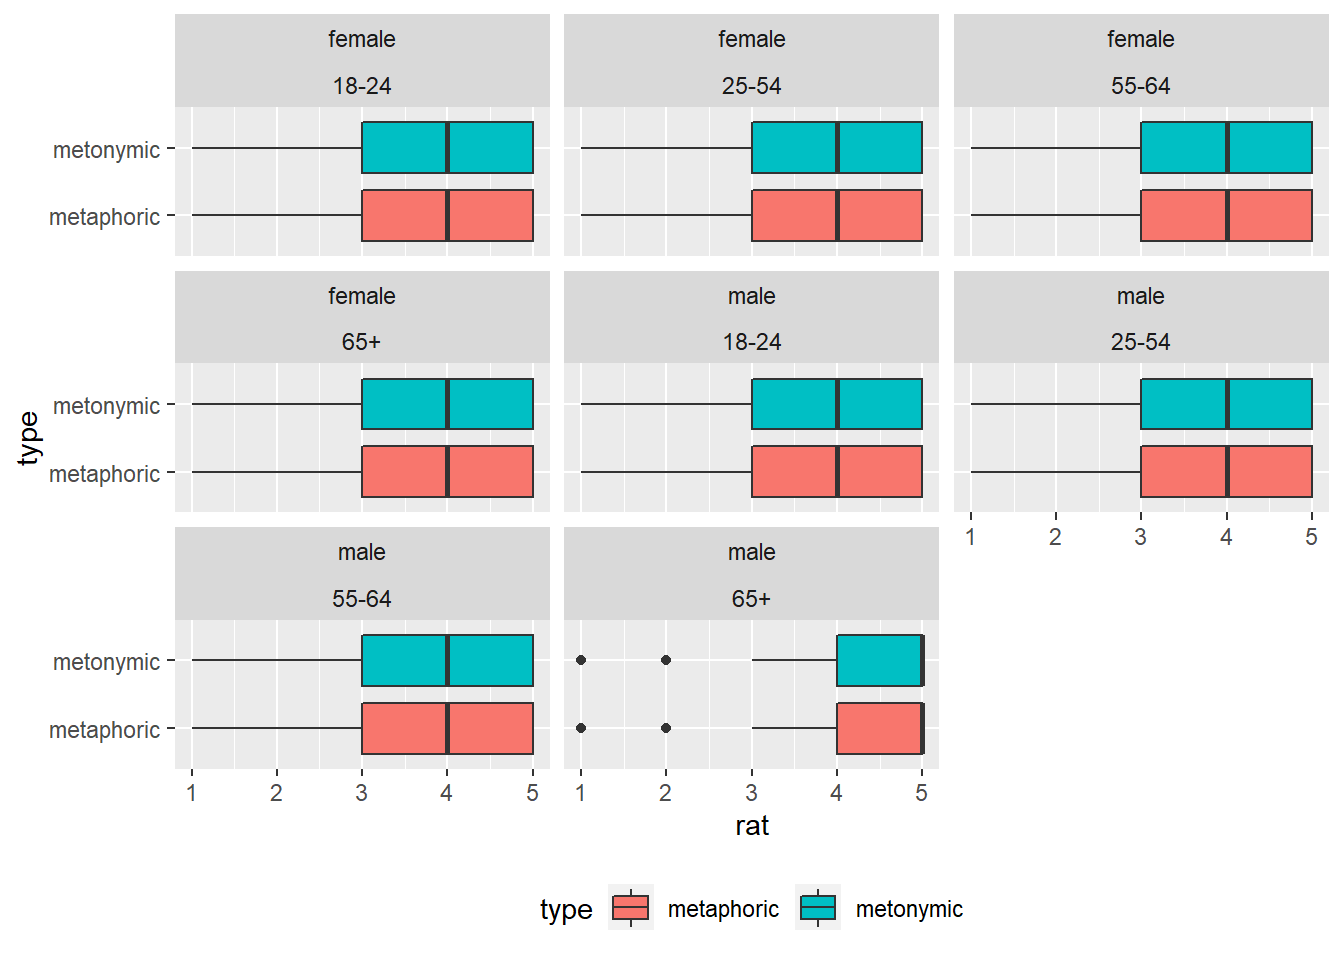 female female female
18-24 25-54 55-64
metonymic
metaphoric
female male male
65+ 18-24 25-54
metonymic
metaphoric
type
1 2 3 4 5
male male
55-64 65+
metonymic
metaphoric
1 2 3 4 5 1 2 3 4 5
rat
type metaphoric metonymic